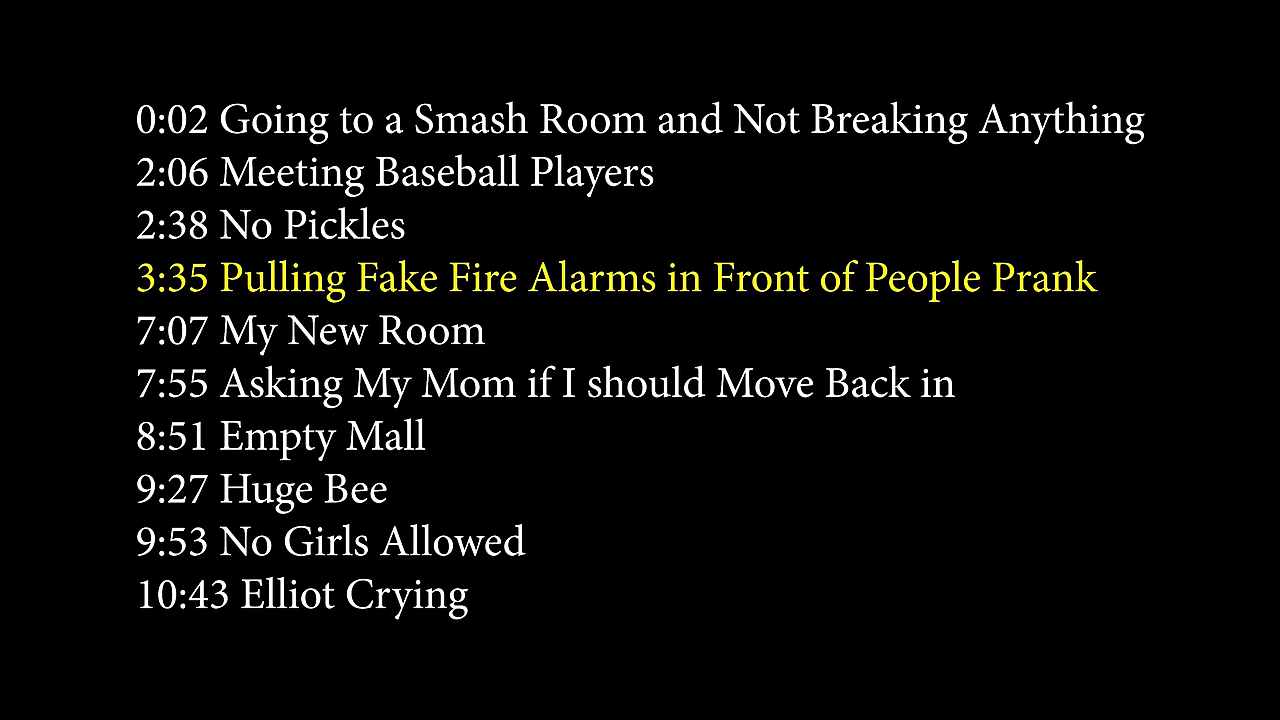 0:02 Going to a Smash Room and Not Breaking Anything
2:06 Meeting Baseball Players
2:38 No Pickles
3:35 Pulling Fake Fire Alarms in Front of People Prank
7:07 My New Room
7:55 Asking My Mom if I should Move Back in
8:51 Empty Mall
9:27 Huge Bee
9:53 No Girls Allowed
10:43 Elliot Crying